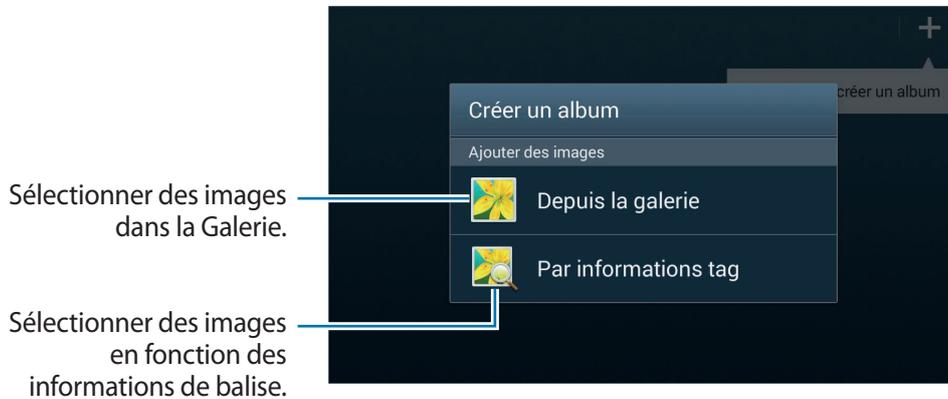 créer un album
Créer un album
Ajouter des images
Sélectionner des images
dans la Galerie.
Depuis la galerie
Par informations tag
Sélectionner des images
en fonction des
informations de balise.